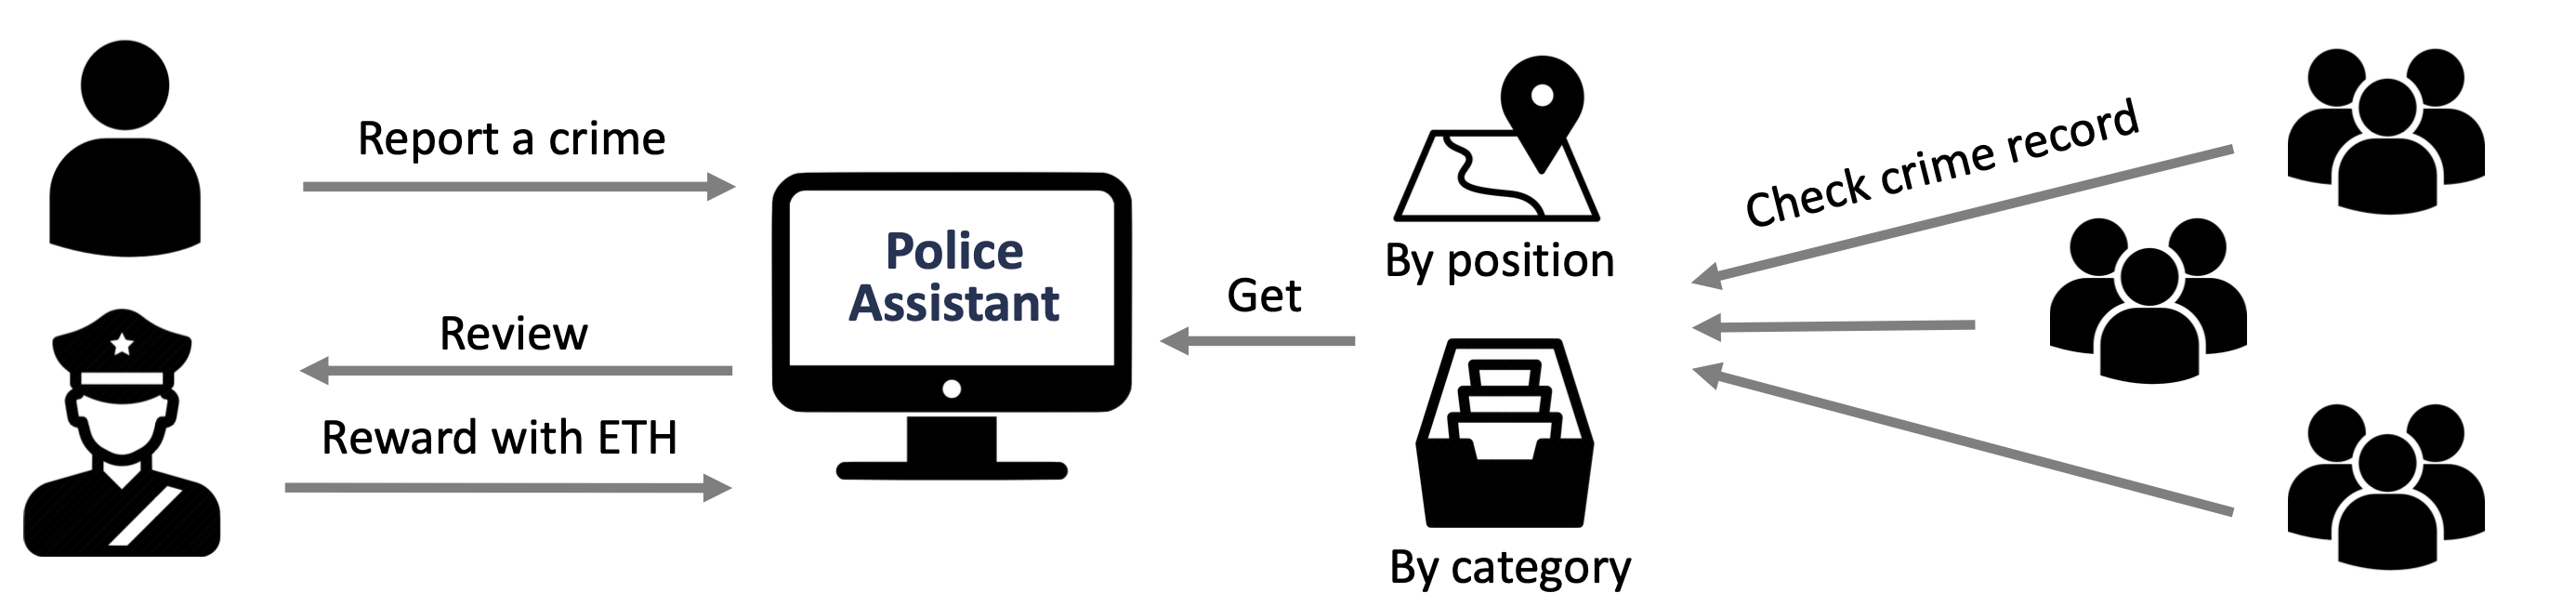 Report a crime
Review
Reward with ETH
Police
Assistant
Get
By position
By category
Check crime record